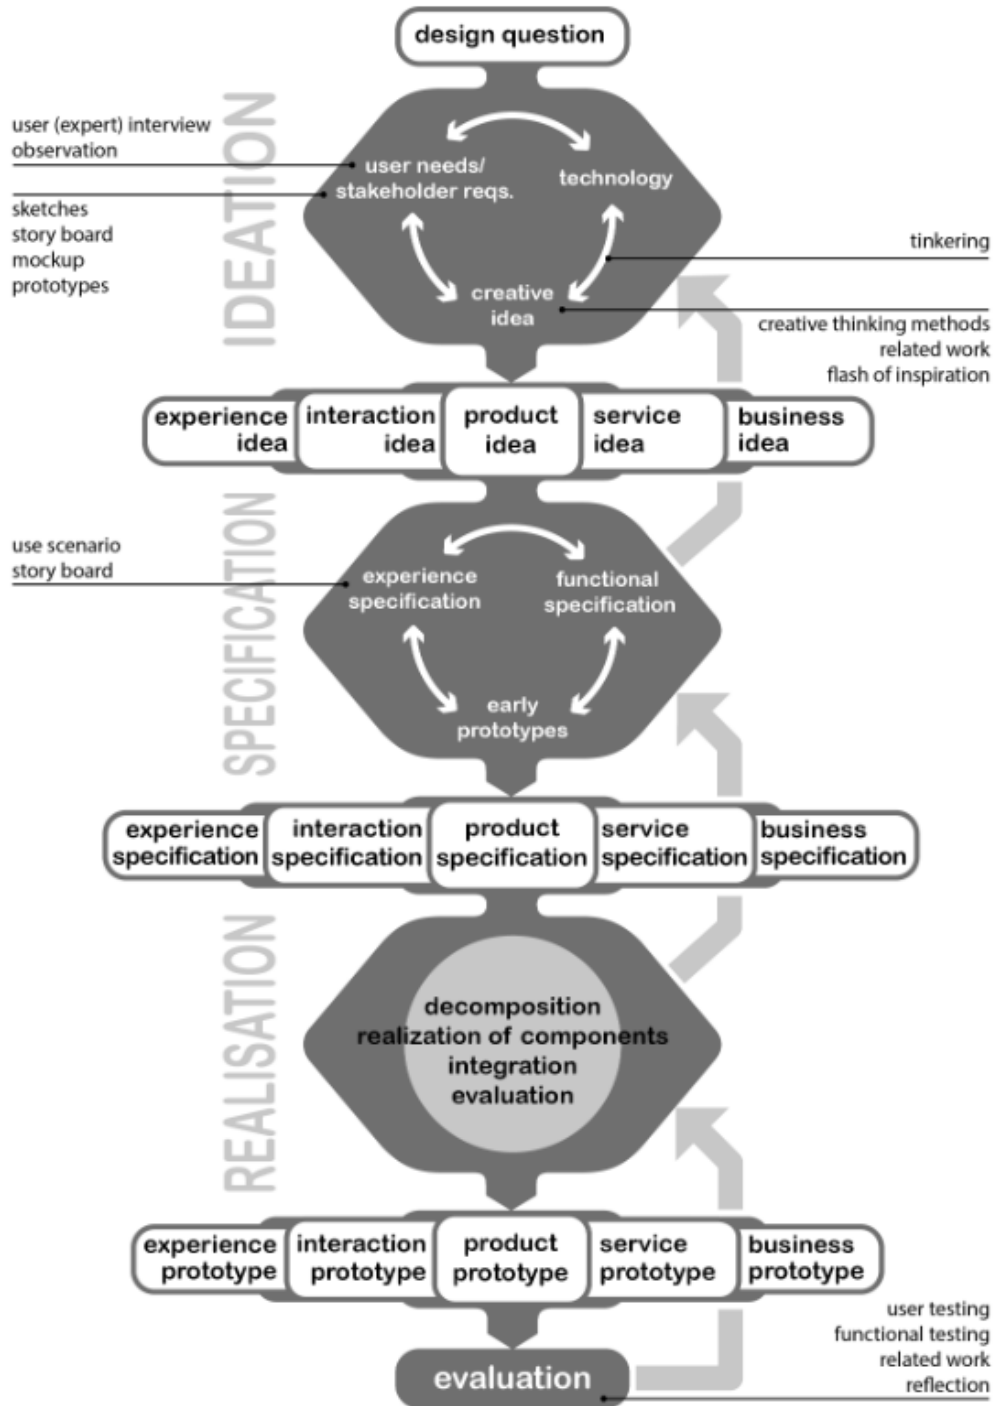 design question
IDEATION
user (expert) interview
observation
sketches
story board
mockup
prototypes
user needs/
stakeholder reqs.
technology
creative
idea
tinkering
creative thinking methods
related work
flash of inspiration
experience
idea
interaction
idea
product
idea
service
idea
business
idea
SPECIFICATION
use scenario
story board
experience
specification
functional
specification
early
prototypes
experience
specification
interaction
specification
product
specification
service
specification
business
specification
REALISATION
decomposition
realization of components
integration
evaluation
experience
prototype
interaction
prototype
product
prototype
service
prototype
business
prototype
evaluation
user testing
functional testing
related work
reflection